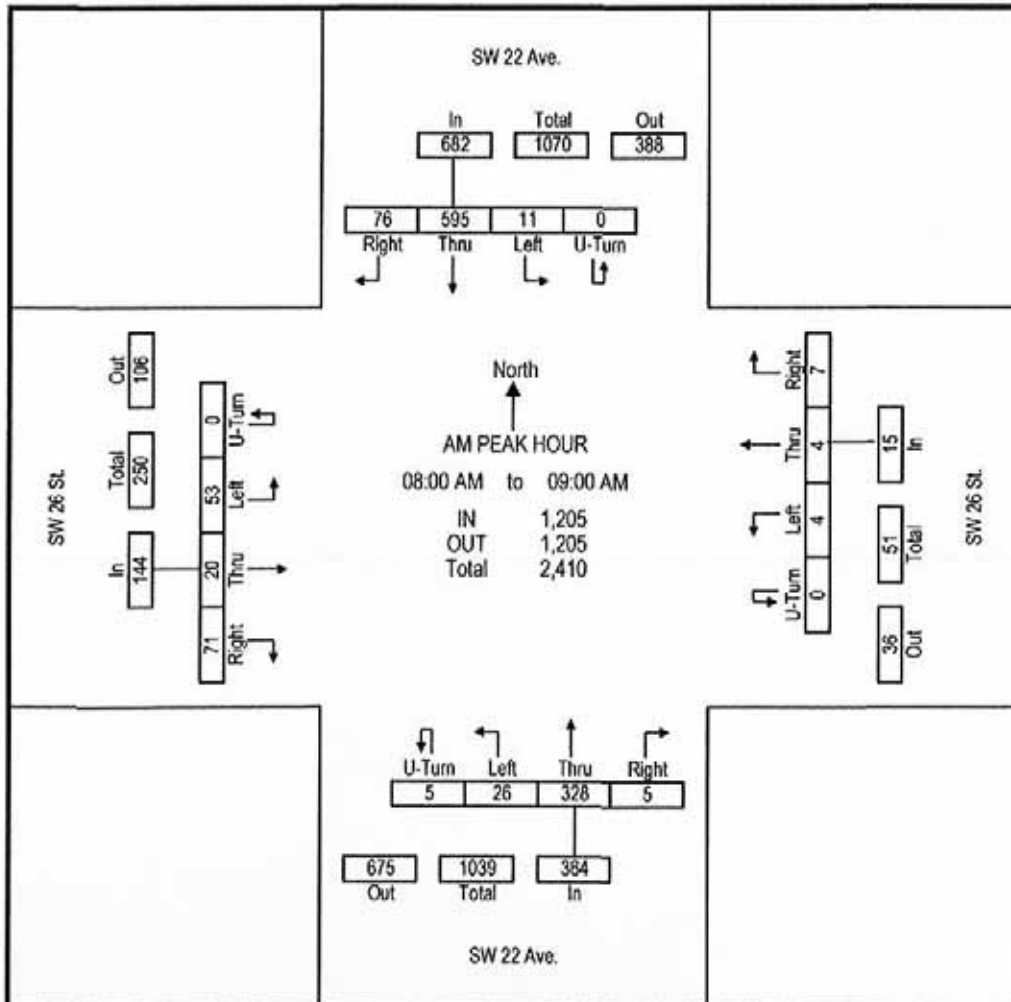 SW 22 Ave.
In Total Out
682 1070 388
76 595 11 0
Right Thru Left U-Turn
SW 26 St.
Out 106
Total 250
In 144
0 U-Turn
53 Left
20 Thru
71 Right
North
AM PEAK HOUR
08:00 AM to 09:00 AM
IN 1,205
OUT 1,205
Total 2,410
Right 7
Thru 4
Left 4
U-Turn 0
15 In
51 Total
36 Out
SW 26 St.
U-Turn Left Thru Right
5 26 328 5
675 1039 364
Out Total In
SW 22 Ave.